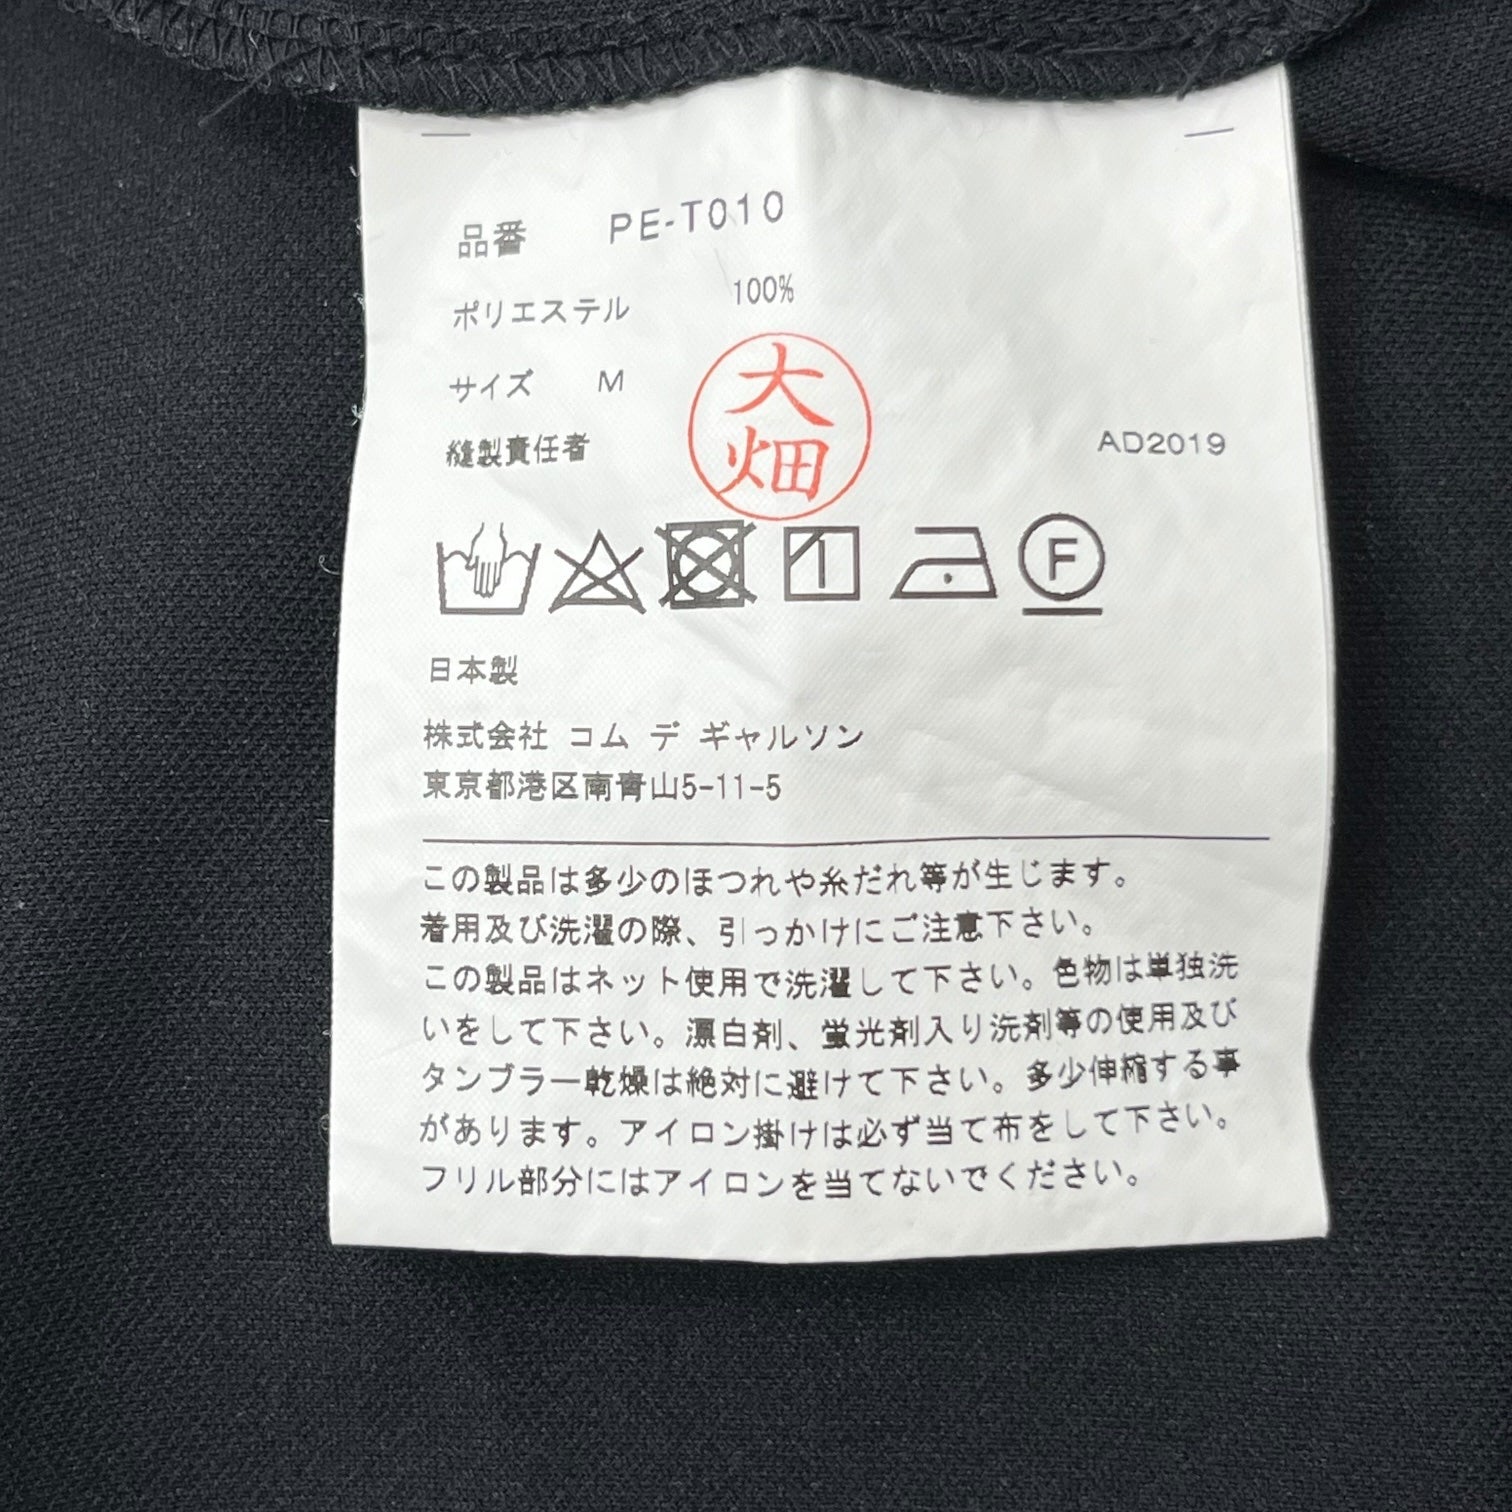 品番 PE-T010
ポリエステル 100%
サイズ M
縫製責任者 大畑 AD2019
F
日本製
株式会社 コム デ ギャルソン
東京都港区南青山5-11-5
この製品は多少のほつれや糸だれ等が生じます。
着用及び洗濯の際、引っかけにご注意下さい。
この製品はネット使用で洗濯して下さい。色物は単独洗
いをして下さい。漂白剤、蛍光剤入り洗剤等の使用及び
タンブラー乾燥は絶対に避けて下さい。多少伸縮する事
があります。アイロン掛けは必ず当て布をして下さい。
フリル部分にはアイロンを当てないでください。